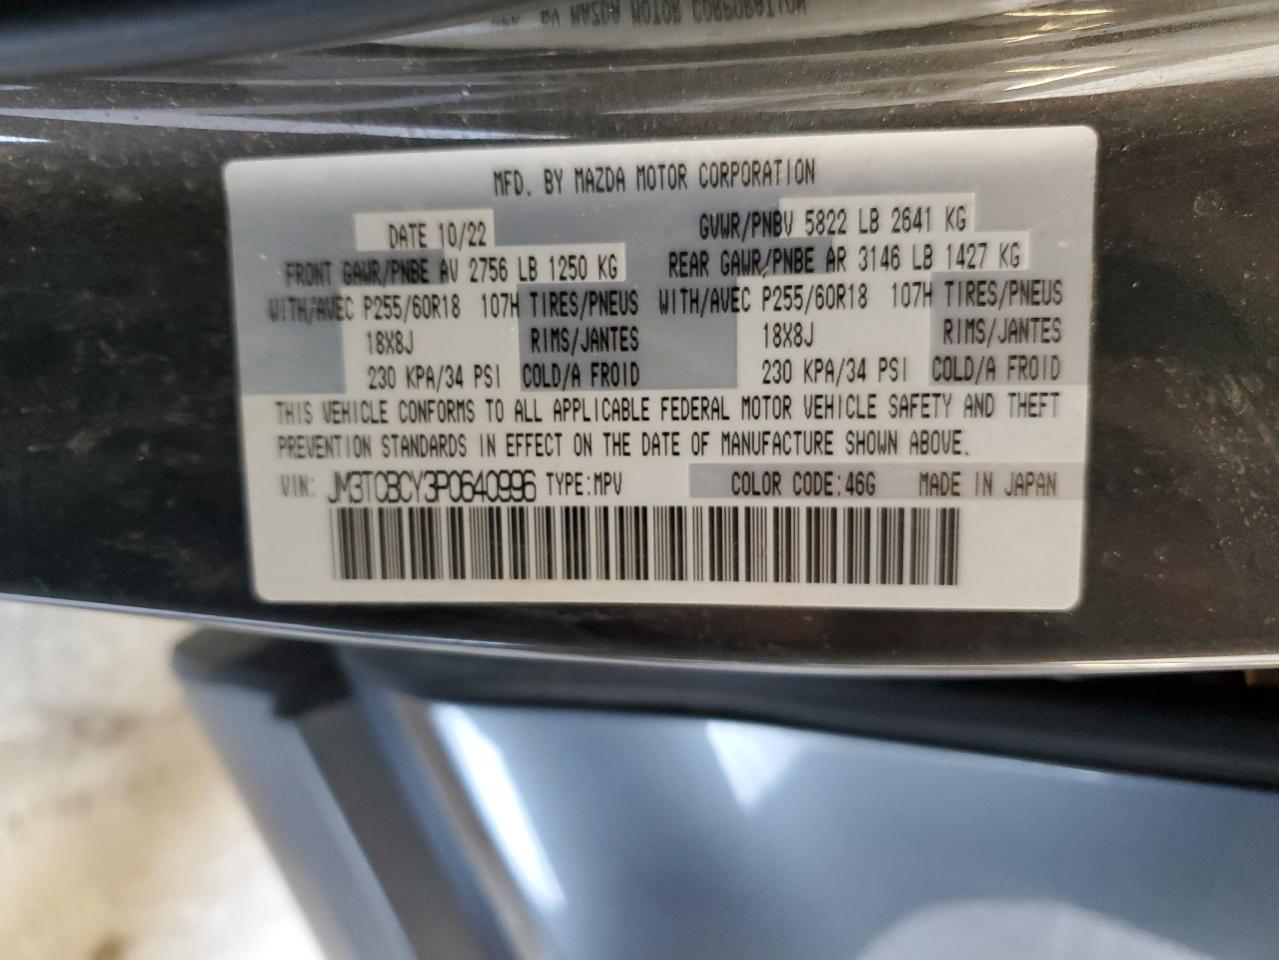 MFD. BY MAZDA MOTOR CORPORATION
DATE 10/22 GVWR/PNBV 5822 LB 2641 KG
FRONT GAWR/PNBE AV 2756 LB 1250 KG REAR GAWR/PNBE AR 3146 LB 1427 KG
WITH/AVEC P255/60R18 107H TIRES/PNEUS WITH/AVEC P255/60R18 107H TIRES/PNEUS
18X8J RIMS/JANTES 18X8J RIMS/JANTES
230 KPA/34 PSI COLD/A FROID 230 KPA/34 PSI COLD/A FROID
THIS VEHICLE CONFORMS TO ALL APPLICABLE FEDERAL MOTOR VEHICLE SAFETY AND THEFT
PREVENTION STANDARDS IN EFFECT ON THE DATE OF MANUFACTURE SHOWN ABOVE.
VIN: JM3TCBCY3P0640996 TYPE:MPV COLOR CODE:46G MADE IN JAPAN